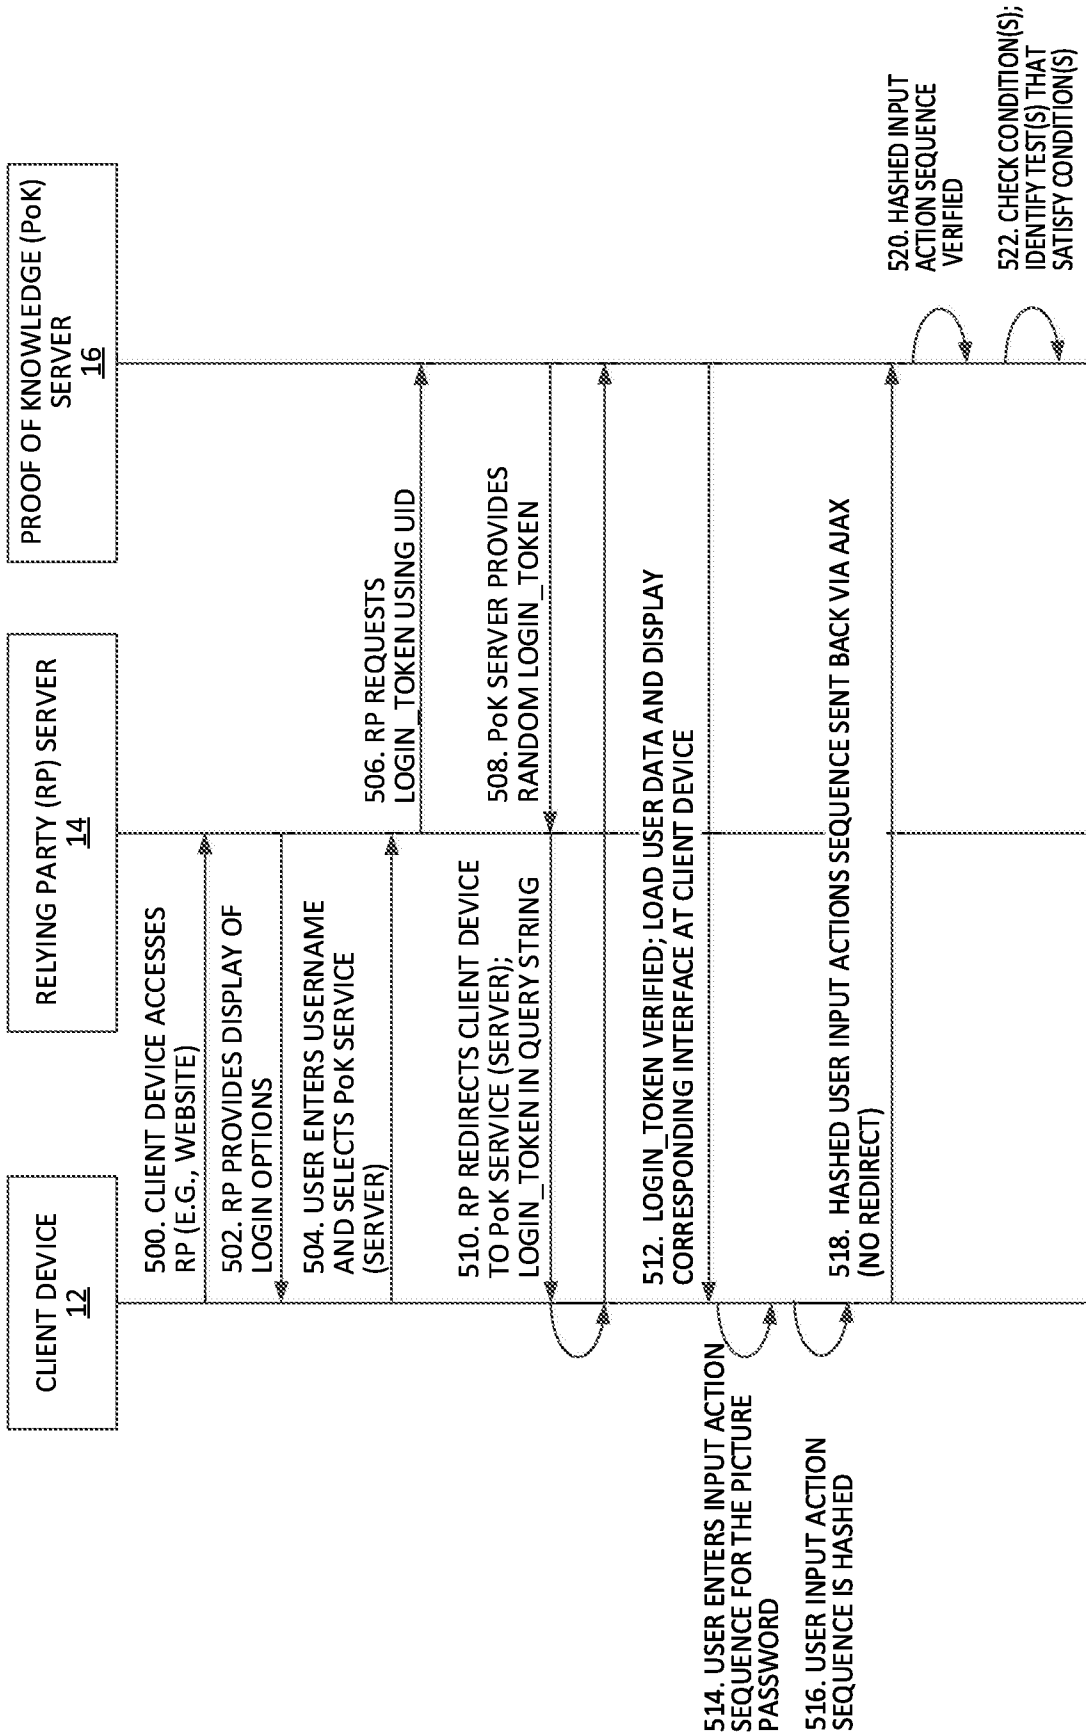 CLIENT DEVICE
12
RELYING PARTY (RP) SERVER
14
PROOF OF KNOWLEDGE (PoK)
SERVER
16
500. CLIENT DEVICE ACCESSES
RP (E.G., WEBSITE)
502. RP PROVIDES DISPLAY OF
LOGIN OPTIONS
504. USER ENTERS USERNAME
AND SELECTS PoK SERVICE
(SERVER)
506. RP REQUESTS
LOGIN_TOKEN USING UID
508. PoK SERVER PROVIDES
RANDOM LOGIN_TOKEN
510. RP REDIRECTS CLIENT DEVICE
TO PoK SERVICE (SERVER);
LOGIN_TOKEN IN QUERY STRING
512. LOGIN_TOKEN VERIFIED; LOAD USER DATA AND DISPLAY
CORRESPONDING INTERFACE AT CLIENT DEVICE
514. USER ENTERS INPUT ACTION
SEQUENCE FOR THE PICTURE
PASSWORD
516. USER INPUT ACTION
SEQUENCE IS HASHED
518. HASHED USER INPUT ACTIONS SEQUENCE SENT BACK VIA AJAX
(NO REDIRECT)
520. HASHED INPUT
ACTION SEQUENCE
VERIFIED
522. CHECK CONDITION(S);
IDENTIFY TEST(S) THAT
SATISFY CONDITION(S)